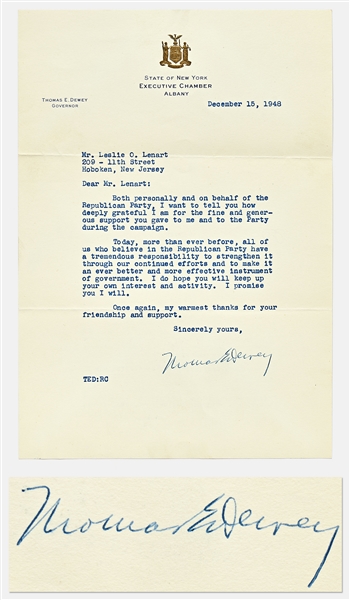 STATE OF NEW YORK
EXECUTIVE CHAMBER
ALBANY
THOMAS E. DEWEY
GOVERNOR
December 15, 1948
Mr. Leslie O. Lenart
209 - 11th Street
Hoboken, New Jersey
Dear Mr. Lenart:
Both personally and on behalf of the
Republican Party, I want to tell you how
deeply grateful I am for the fine and gener-
ous support you gave to me and to the Party
during the campaign.
Today, more than ever before, all of
us who believe in the Republican Party have
a tremendous responsibility to strengthen it
through our continued efforts and to make it
an ever better and more effective instrument
of government. I do hope you will keep up
your own interest and activity. I promise
you I will.
Once again, my warmest thanks for your
friendship and support.
Sincerely yours,
Thomas E Dewey
TED:RC
Thomas E Dewey